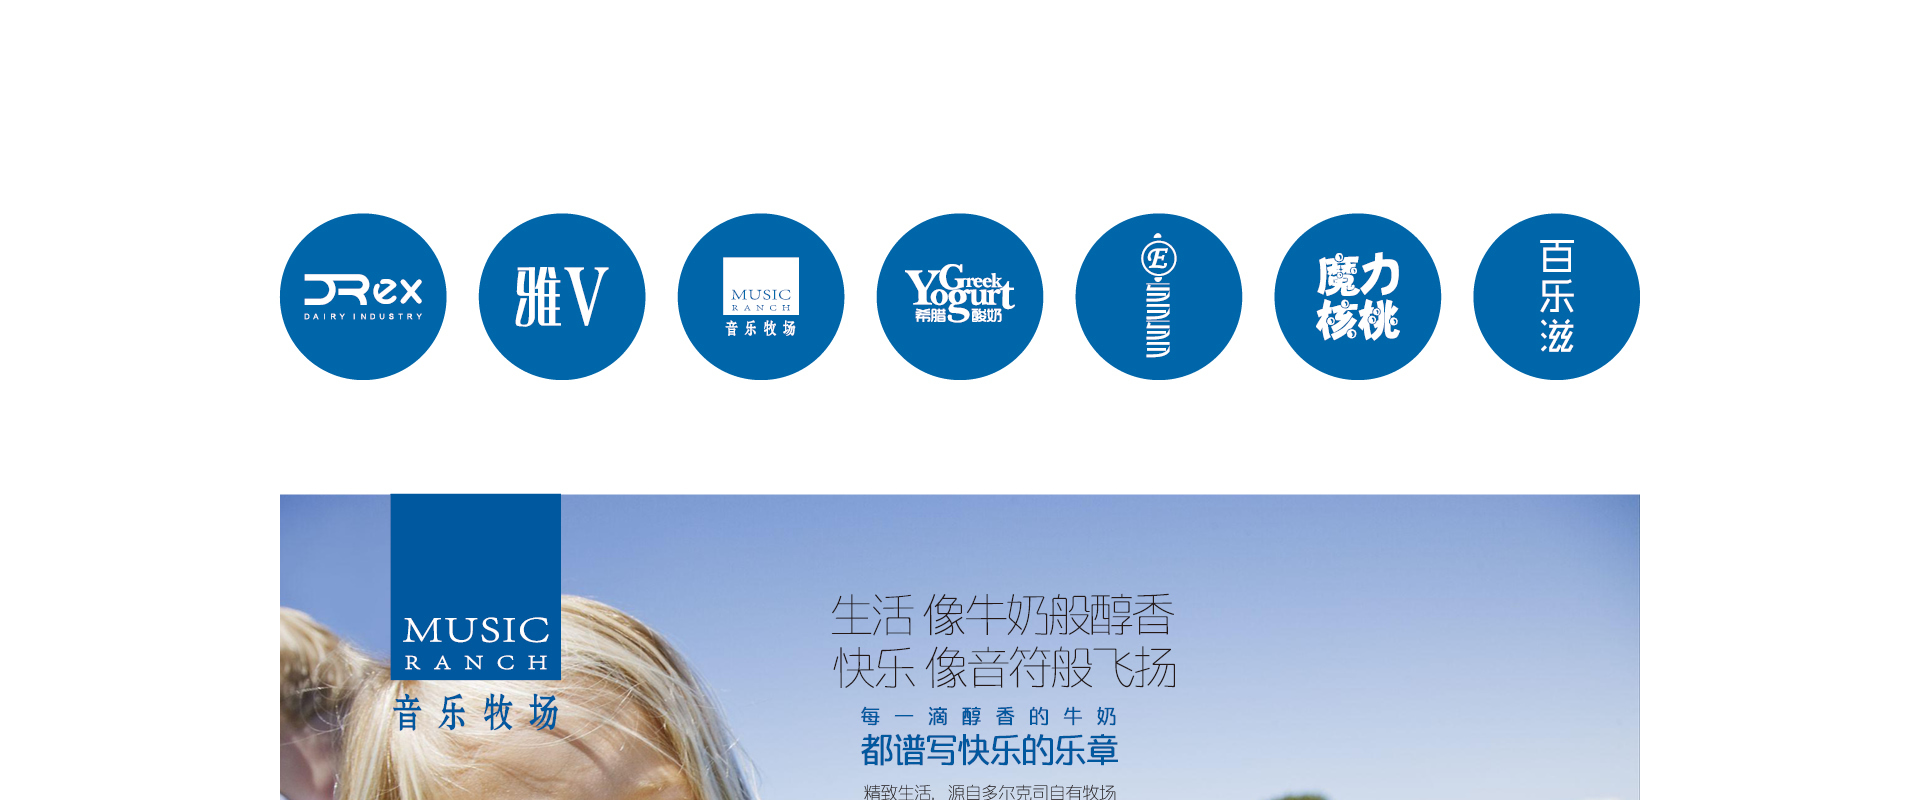 DRex
DAIRY INDUSTRY
雅V
MUSIC
RANCH
音乐牧场
Greek
Yogurt
希腊酸奶
E
魔力
核桃
百
乐
滋
MUSIC
RANCH
音乐牧场
生活 像牛奶般醇香
快乐 像音符般飞扬
每一滴醇香的牛奶
都谱写快乐的乐章
精致生活,源自多尔克司自有牧场